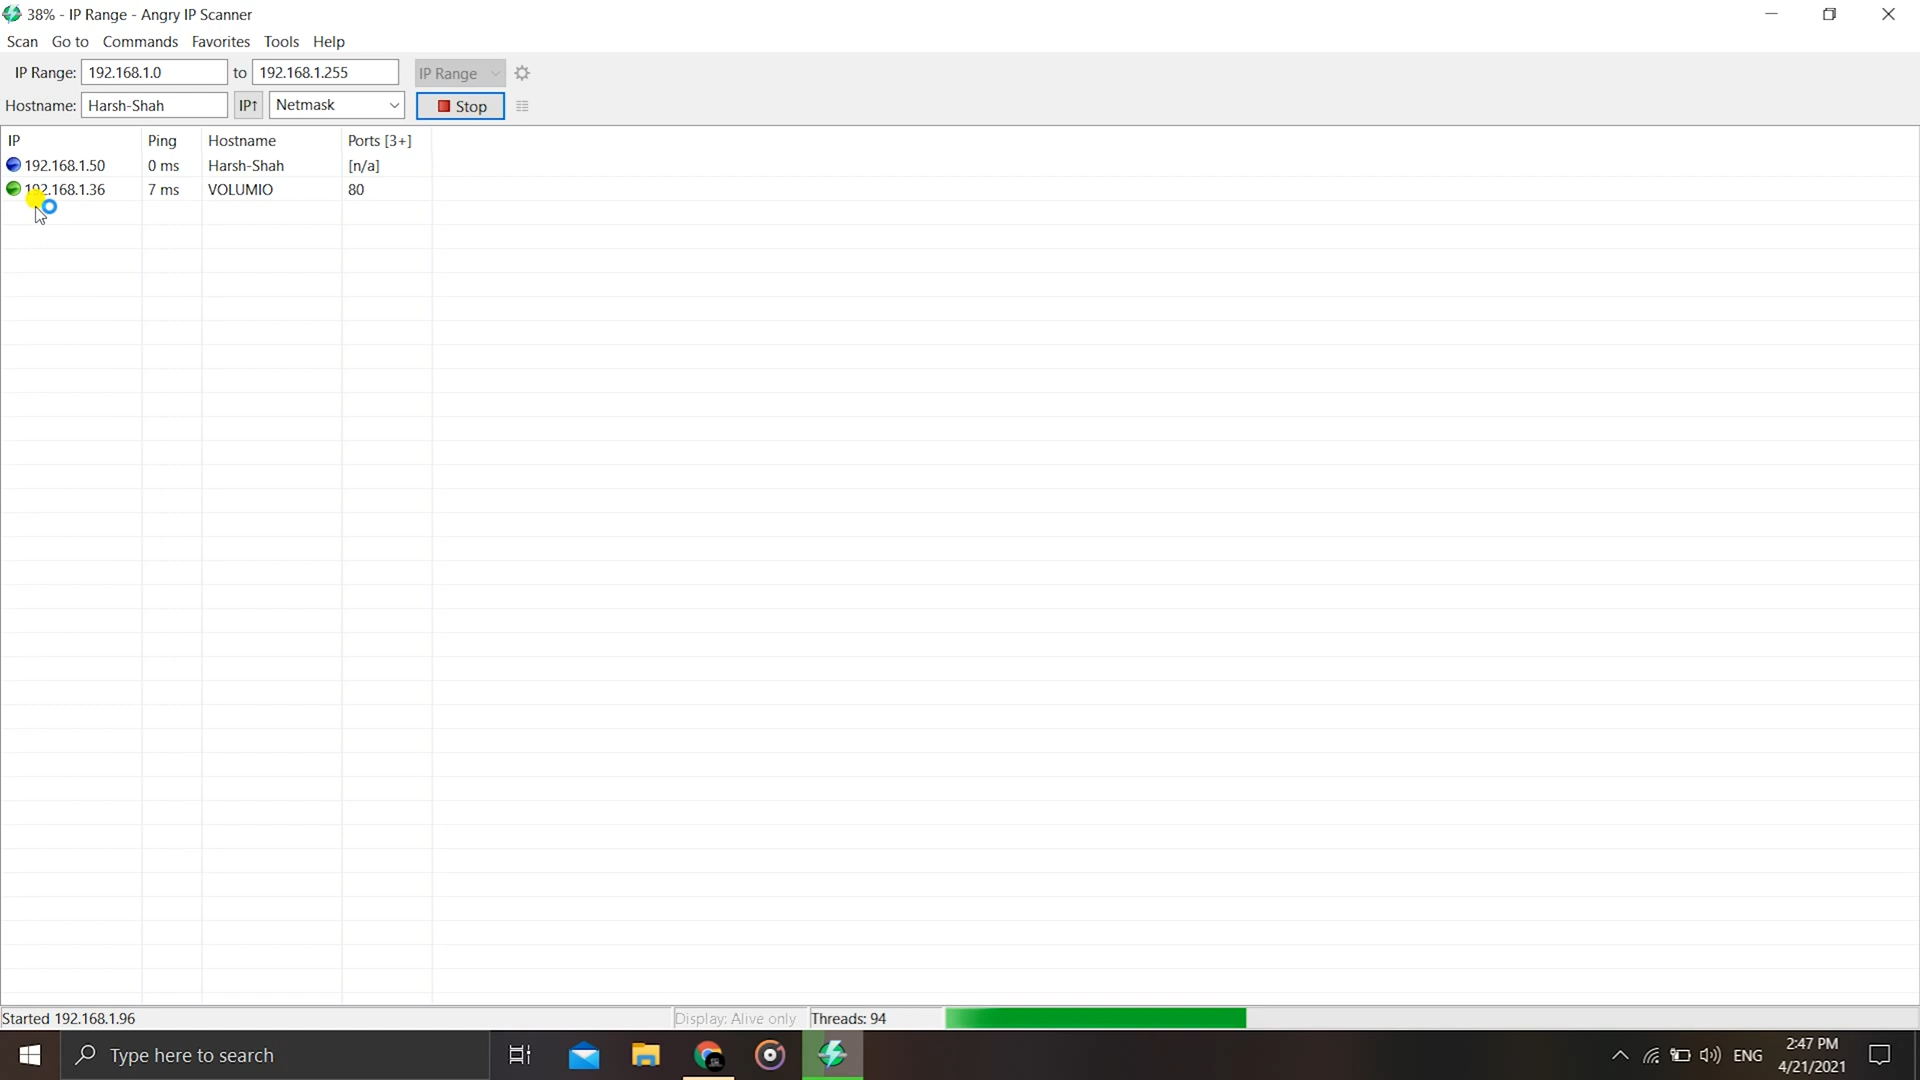 38% - IP Range - Angry IP Scanner
Scan Go to Commands Favorites Tools Help
IP Range: 192.168.1.0 to 192.168.1.255 IP Range
Hostname: Harsh-Shah IP↑ Netmask Stop
IP Ping Hostname Ports [3+]
192.168.1.50 0 ms Harsh-Shah [n/a]
192.168.1.36 7 ms VOLUMIO 80
Started 192.168.1.96 Display: Alive only Threads: 94
Type here to search ENG
2:47 PM
4/21/2021